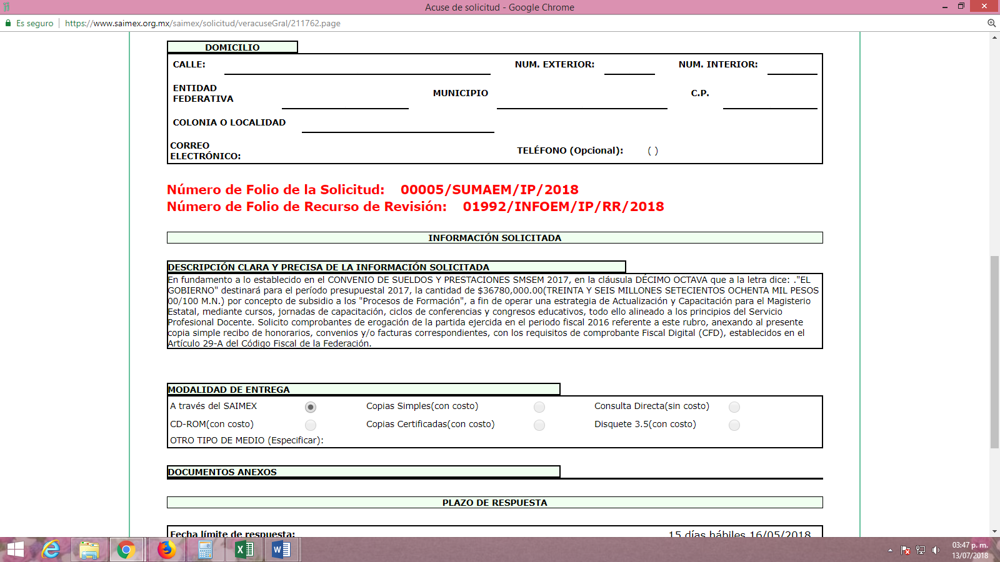 Acuse de solicitud - Google Chrome
Es seguro | https://www.saimex.org.mx/saimex/solicitud/veracuseGral/211762.page
DOMICILIO
CALLE: NUM. EXTERIOR: NUM. INTERIOR:
ENTIDAD
FEDERATIVA MUNICIPIO C.P.
COLONIA O LOCALIDAD
CORREO
ELECTRÓNICO: TELÉFONO (Opcional): ( )
Número de Folio de la Solicitud: 00005/SUMAEM/IP/2018
Número de Folio de Recurso de Revisión: 01992/INFOEM/IP/RR/2018
INFORMACIÓN SOLICITADA
DESCRIPCIÓN CLARA Y PRECISA DE LA INFORMACIÓN SOLICITADA
En fundamento a lo establecido en el CONVENIO DE SUELDOS Y PRESTACIONES SMSEM 2017, en la cláusula DÉCIMO OCTAVA que a la letra dice: ."EL
GOBIERNO" destinará para el período presupuestal 2017, la cantidad de $36780,000.00(TREINTA Y SEIS MILLONES SETECIENTOS OCHENTA MIL PESOS
00/100 M.N.) por concepto de subsidio a los "Procesos de Formación", a fin de operar una estrategia de Actualización y Capacitación para el Magisterio
Estatal, mediante cursos, jornadas de capacitación, ciclos de conferencias y congresos educativos, todo ello alineado a los principios del Servicio
Profesional Docente. Solicito comprobantes de erogación de la partida ejercida en el periodo fiscal 2016 referente a este rubro, anexando al presente
copia simple recibo de honorarios, convenios y/o facturas correspondientes, con los requisitos de comprobante Fiscal Digital (CFD), establecidos en el
Artículo 29-A del Código Fiscal de la Federación.
MODALIDAD DE ENTREGA
A través del SAIMEX Copias Simples(con costo) Consulta Directa(sin costo)
CD-ROM(con costo) Copias Certificadas(con costo) Disquete 3.5(con costo)
OTRO TIPO DE MEDIO (Especificar):
DOCUMENTOS ANEXOS
PLAZO DE RESPUESTA
Fecha límite de respuesta: 15 días hábiles 16/05/2018
03:47 p. m.
13/07/2018